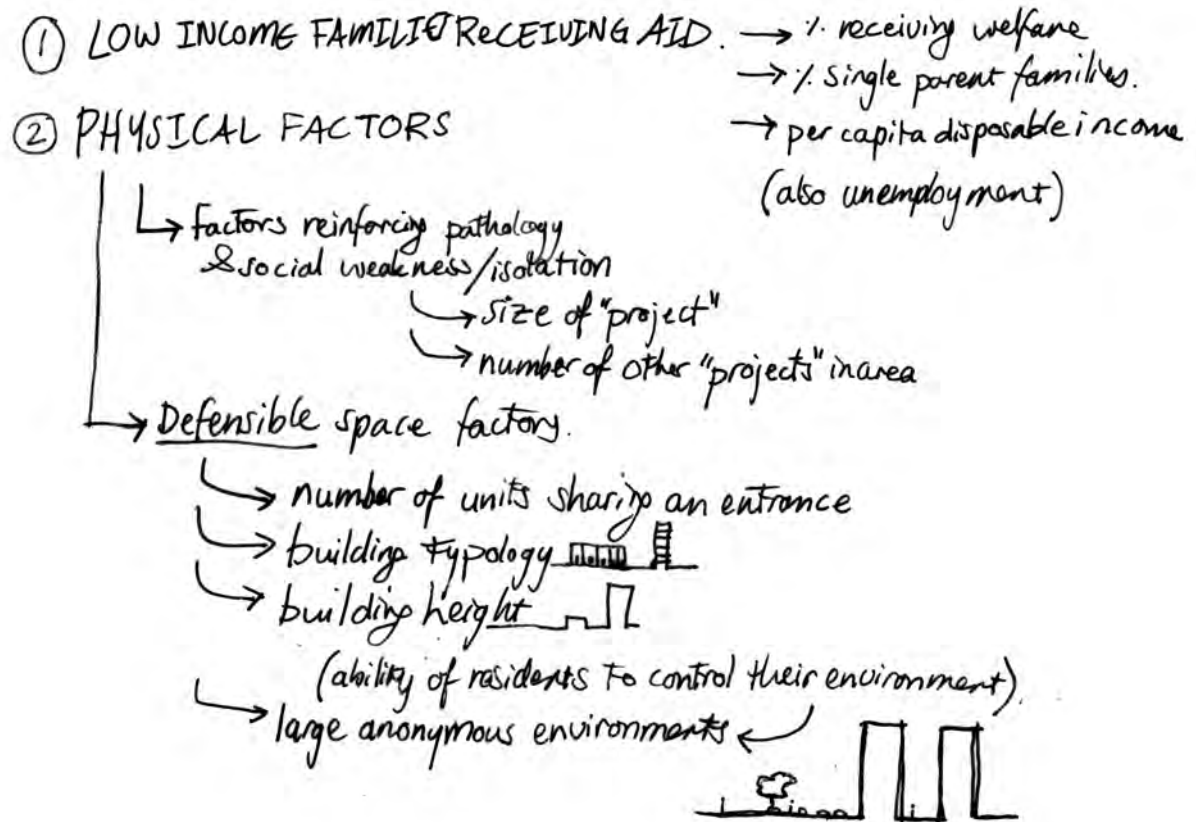 ① LOW INCOME FAMILIES RECEIVING AID. → % receiving welfare
→ % single parent families.
→ per capita disposable income
(also unemployment)
② PHYSICAL FACTORS
→ factors reinforcing pathology
& social weakness/isolation
→ size of "project"
→ number of other "projects" in area
→ Defensible space factors.
→ number of units sharing an entrance
→ building typology
→ building height
(ability of residents to control their environment).
→ large anonymous environments ←